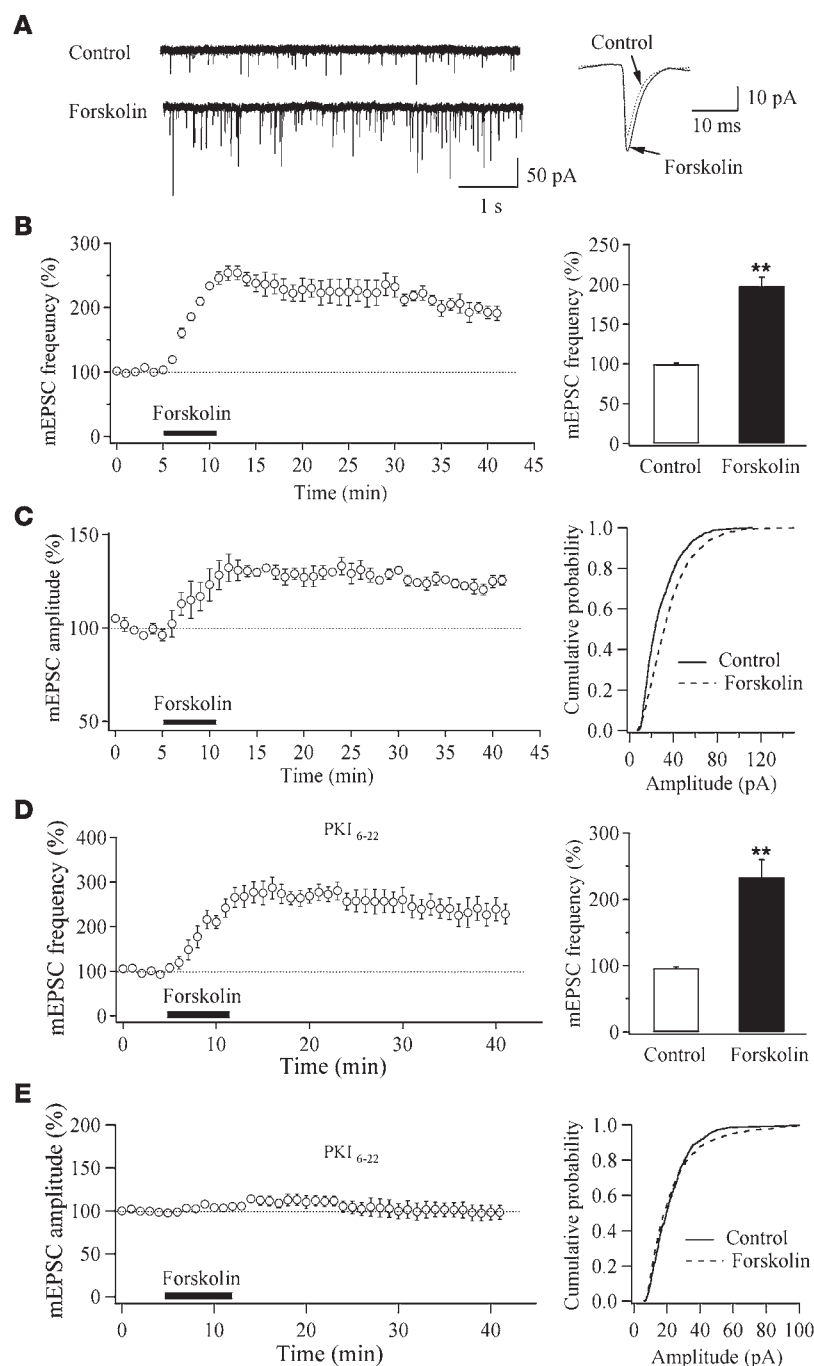 A
Control
Forskolin
50 pA
1 s
Control
10 pA
10 ms
Forskolin
B
mEPSC freqeuncy (%)
300
200
100
0
Forskolin
0 5 10 15 20 25 30 35 40 45
Time (min)
mEPSC frequency (%)
250
200
150
100
50
0
**
Control Forskolin
C
mEPSC amplitude (%)
150
100
50
Forskolin
0 5 10 15 20 25 30 35 40 45
Time (min)
Cumulative probability
1.0
0.8
0.6
0.4
0.2
0.0
Control
Forskolin
0 40 80 120
Amplitude (pA)
D
mEPSC frequency (%)
400
300
200
100
0
PKI 6-22
Forskolin
0 10 20 30 40
Time (min)
mEPSC frequency (%)
300
200
100
0
**
Control Forskolin
E
mEPSC amplitude (%)
200
150
100
50
0
PKI 6-22
Forskolin
0 10 20 30 40
Time (min)
Cumulative probability
1.0
0.8
0.6
0.4
0.2
0.0
Control
Forskolin
0 20 40 60 80 100
Amplitude (pA)